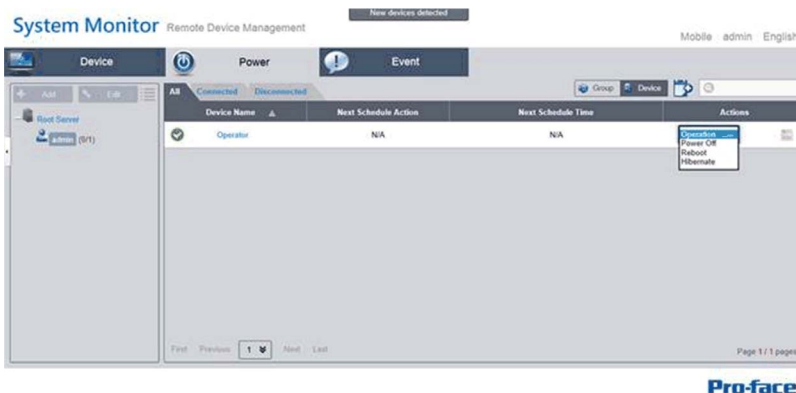 New devices detected
System Monitor Remote Device Management
Mobile admin English
Device Power Event
+ Add Edit
All Connected Disconnected
Group Device
Root Server
admin (0/1)
Device Name Next Schedule Action Next Schedule Time Actions
Operator N/A N/A Operation ...
Power Off
Reboot
Hibernate
First Previous 1 Next Last
Page 1 / 1 pages
Pro-face